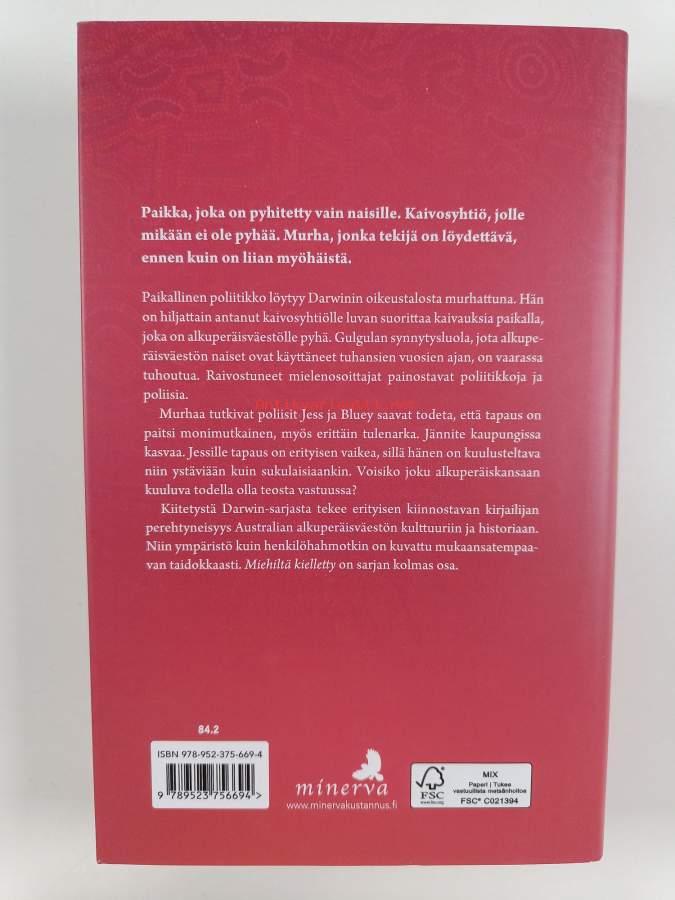 Paikka, joka on pyhitetty vain naisille. Kaivosyhtiö, jolle
mikään ei ole pyhää. Murha, jonka tekijä on löydettävä,
ennen kuin on liian myöhäistä.
Paikallinen poliitikko löytyy Darwinin oikeustalosta murhattuna. Hän
on hiljattain antanut kaivosyhtiölle luvan suorittaa kaivauksia paikalla,
joka on alkuperäisväestölle pyhä. Gulgulan synnytysluola, jota alkupe-
räisväestön naiset ovat käyttäneet tuhansien vuosien ajan, on vaarassa
tuhoutua. Raivostuneet mielenosoittajat painostavat poliitikkoja ja
poliisia.
Murhaa tutkivat poliisit Jess ja Bluey saavat todeta, että tapaus on
paitsi monimutkainen, myös erittäin tulenarka. Jännite kaupungissa
kasvaa. Jessille tapaus on erityisen vaikea, sillä hänen on kuulusteltava
niin ystäviään kuin sukulaisiaankin. Voisiko joku alkuperäiskansaan
kuuluva todella olla teosta vastuussa?
Kiitetystä Darwin-sarjasta tekee erityisen kiinnostavan kirjailijan
perehtyneisyys Australian alkuperäisväestön kulttuuriin ja historiaan.
Niin ympäristö kuin henkilöhahmotkin on kuvattu mukaansatempaa-
van taidokkaasti. Miehiltä kielletty on sarjan kolmas osa.
84.2
ISBN 978-952-375-669-4
9 789523 756694 >
minerva
www.minervakustannus.fi
FSC
www.fsc.org
MIX
Paperi | Tukee
vastuullista metsänhoitoa
FSC® C021394